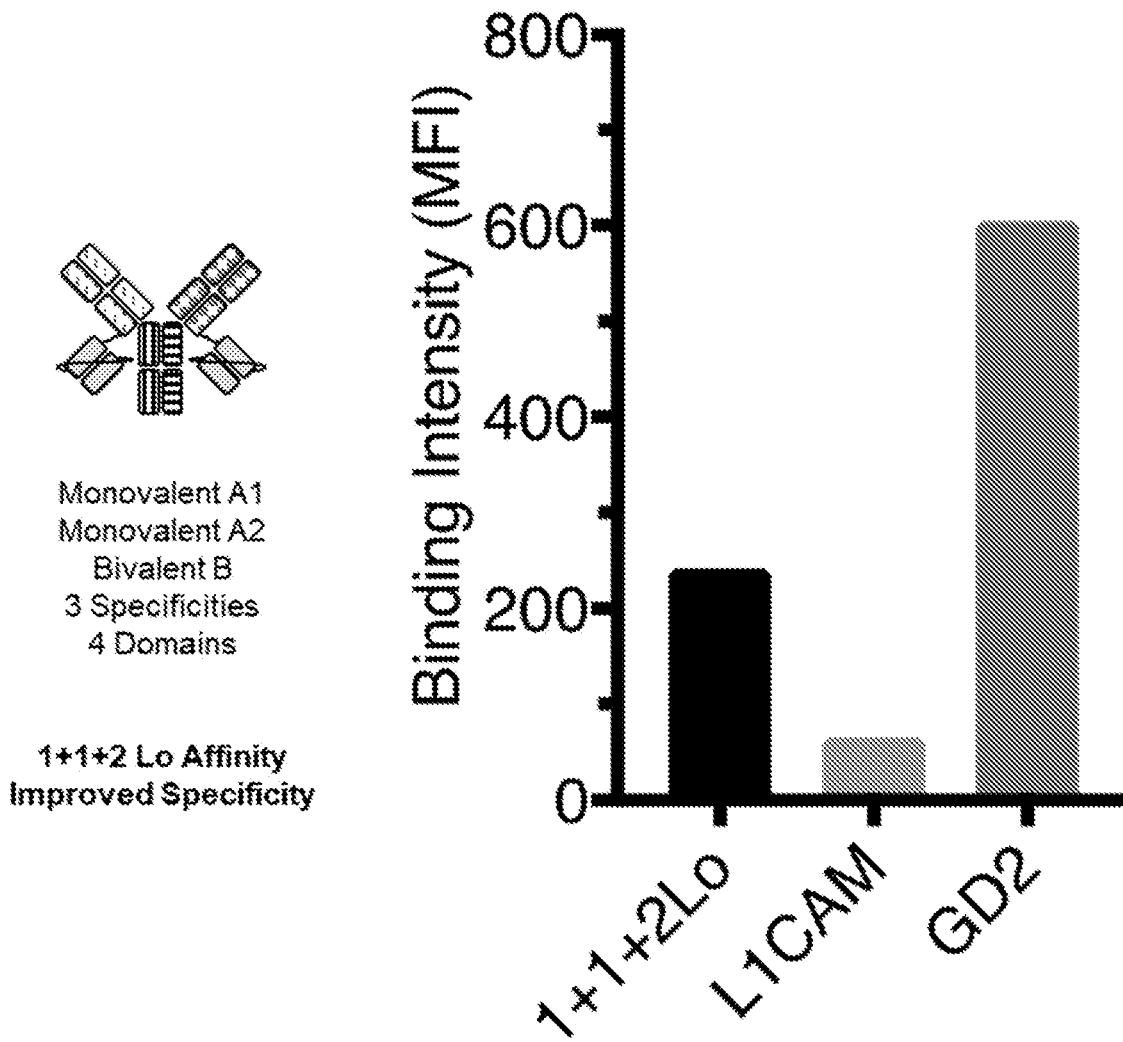 Monovalent A1
Monovalent A2
Bivalent B
3 Specificities
4 Domains
1+1+2 Lo Affinity
Improved Specificity
Binding Intensity (MFI)
800
600
400
200
0
1+1+2Lo
L1CAM
GD2